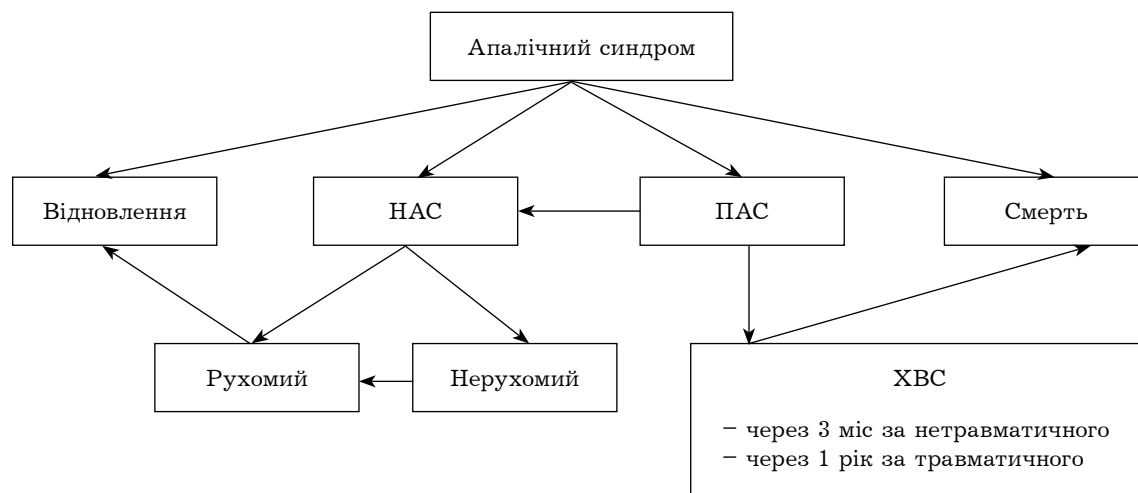 Апалічний синдром
Відновлення
НАС
ПАС
Смерть
Рухомий
Нерухомий
ХВС
– через 3 міс за нетравматичного
– через 1 рік за травматичного